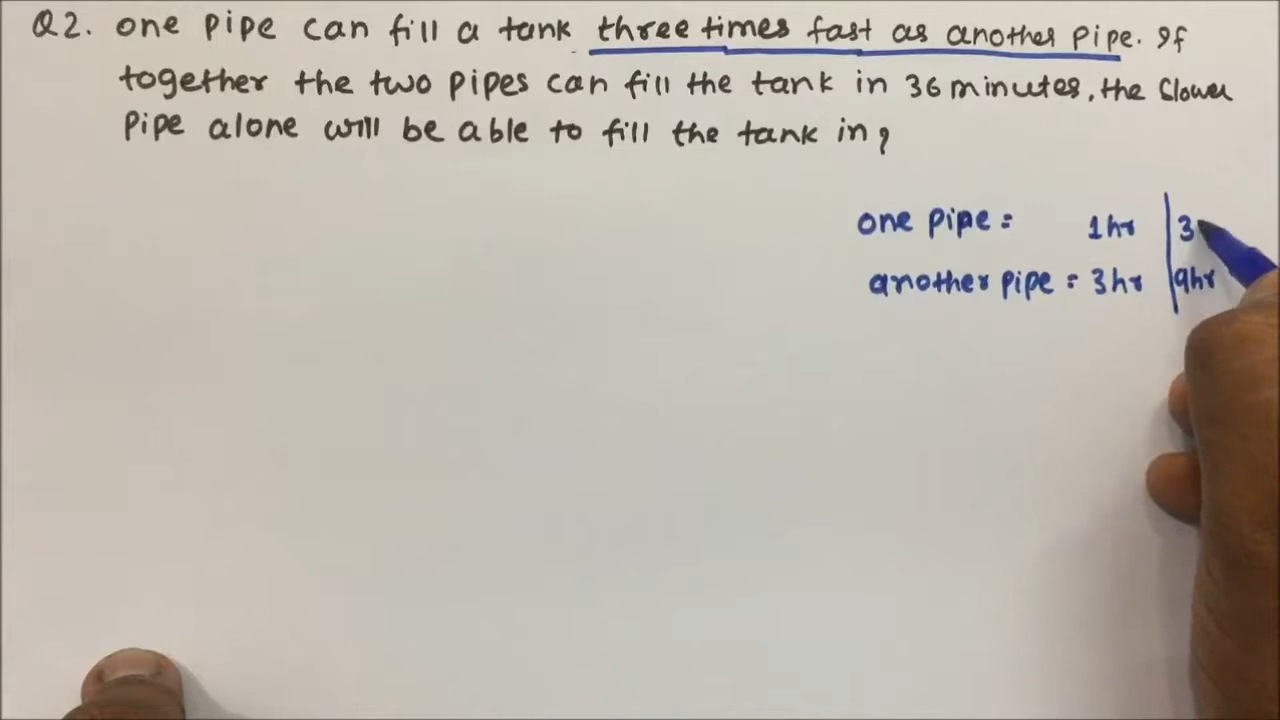 Q2. one pipe can fill a tank three times fast as another pipe. If
together the two pipes can fill the tank in 36 minutes, the slower
pipe alone will be able to fill the tank in?
one pipe = 1hr | 3
another pipe = 3hr | 9hr